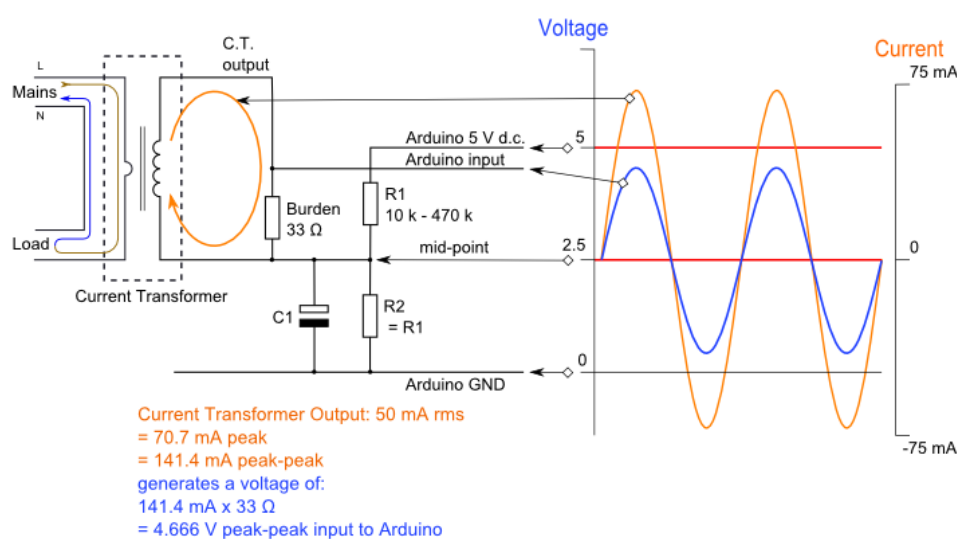 Voltage
Current
C.T.
output
L
Mains
N
75 mA
Arduino 5 V d.c.
5
Arduino input
R1
10 k - 470 k
Burden
33 Ω
Load
mid-point
2.5
0
Current Transformer
C1
R2
= R1
0
Arduino GND
Current Transformer Output: 50 mA rms
= 70.7 mA peak
= 141.4 mA peak-peak
-75 mA
generates a voltage of:
141.4 mA x 33 Ω
= 4.666 V peak-peak input to Arduino